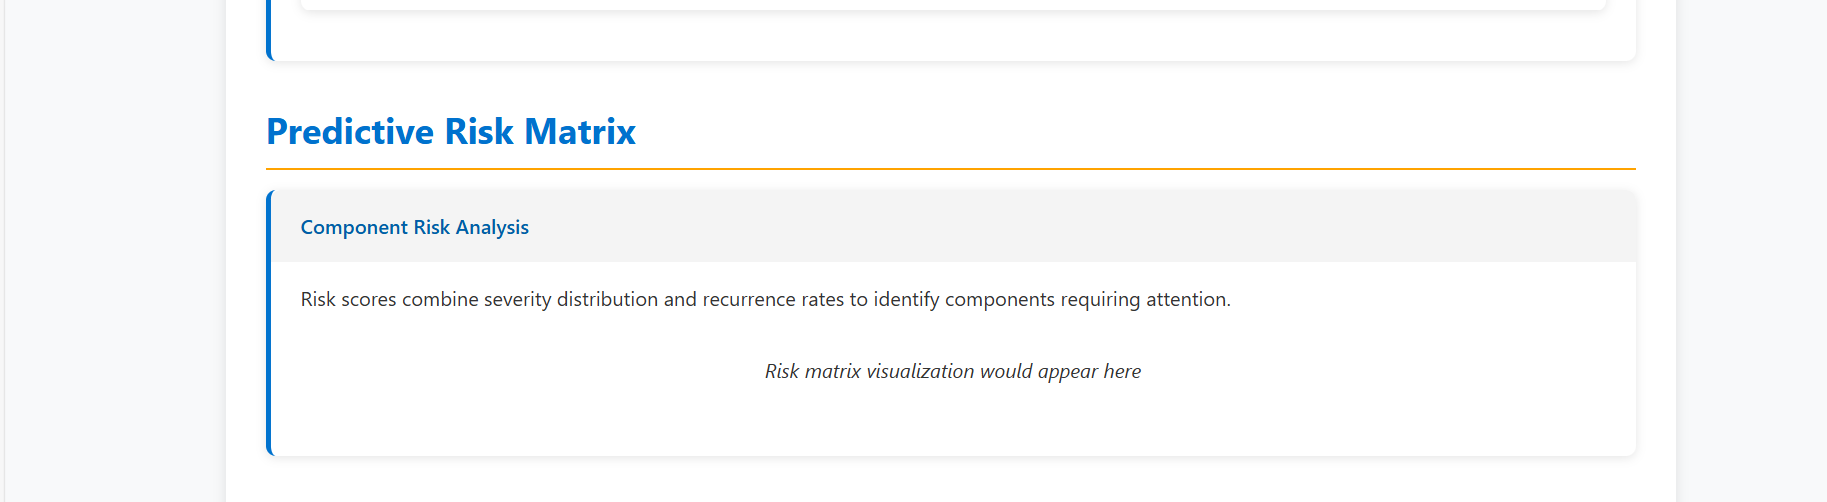 Predictive Risk Matrix
Component Risk Analysis
Risk scores combine severity distribution and recurrence rates to identify components requiring attention.
Risk matrix visualization would appear here